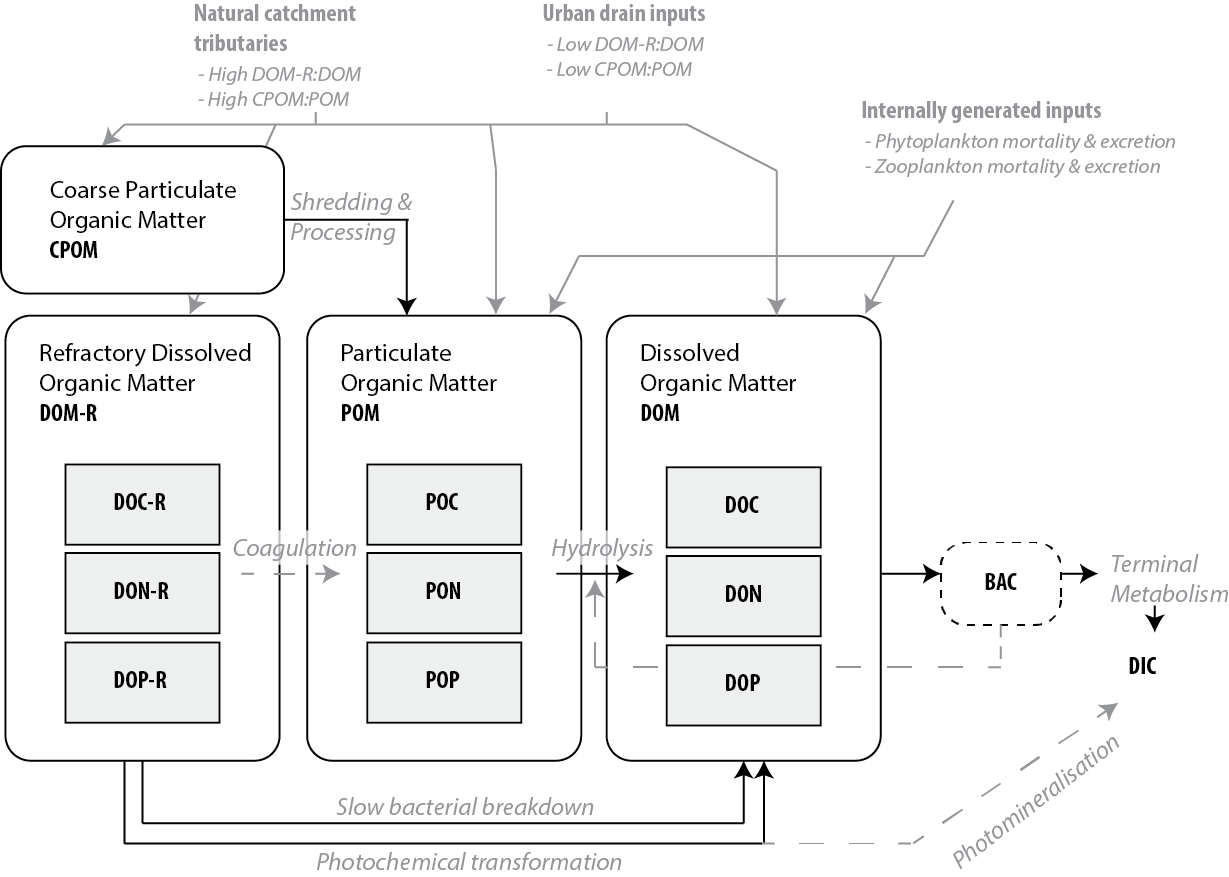 Natural catchment
tributaries
- High DOM-R:DOM
- High CPOM:POM
Urban drain inputs
- Low DOM-R:DOM
- Low CPOM:POM
Internally generated inputs
- Phytoplankton mortality & excretion
- Zooplankton mortality & excretion
Coarse Particulate
Organic Matter
CPOM
Shredding &
Processing
Refractory Dissolved
Organic Matter
DOM-R
Particulate
Organic Matter
POM
Dissolved
Organic Matter
DOM
DOC-R
DON-R
DOP-R
Coagulation
POC
PON
POP
Hydrolysis
DOC
DON
DOP
BAC
Terminal
Metabolism
DIC
Slow bacterial breakdown
Photochemical transformation
Photomineralisation